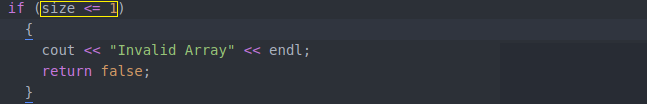 if (size <= 1)
{
cout << "Invalid Array" << endl;
return false;
}